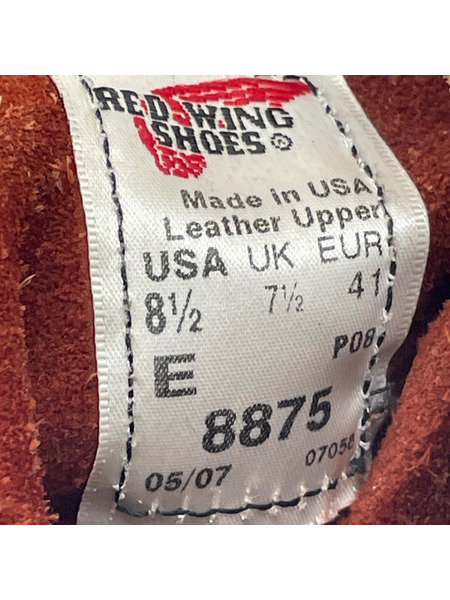 RED WING
SHOES ®
Made in USA
Leather Upper
USA UK EUR
8½ 7½ 41
E P08
8875
05/07